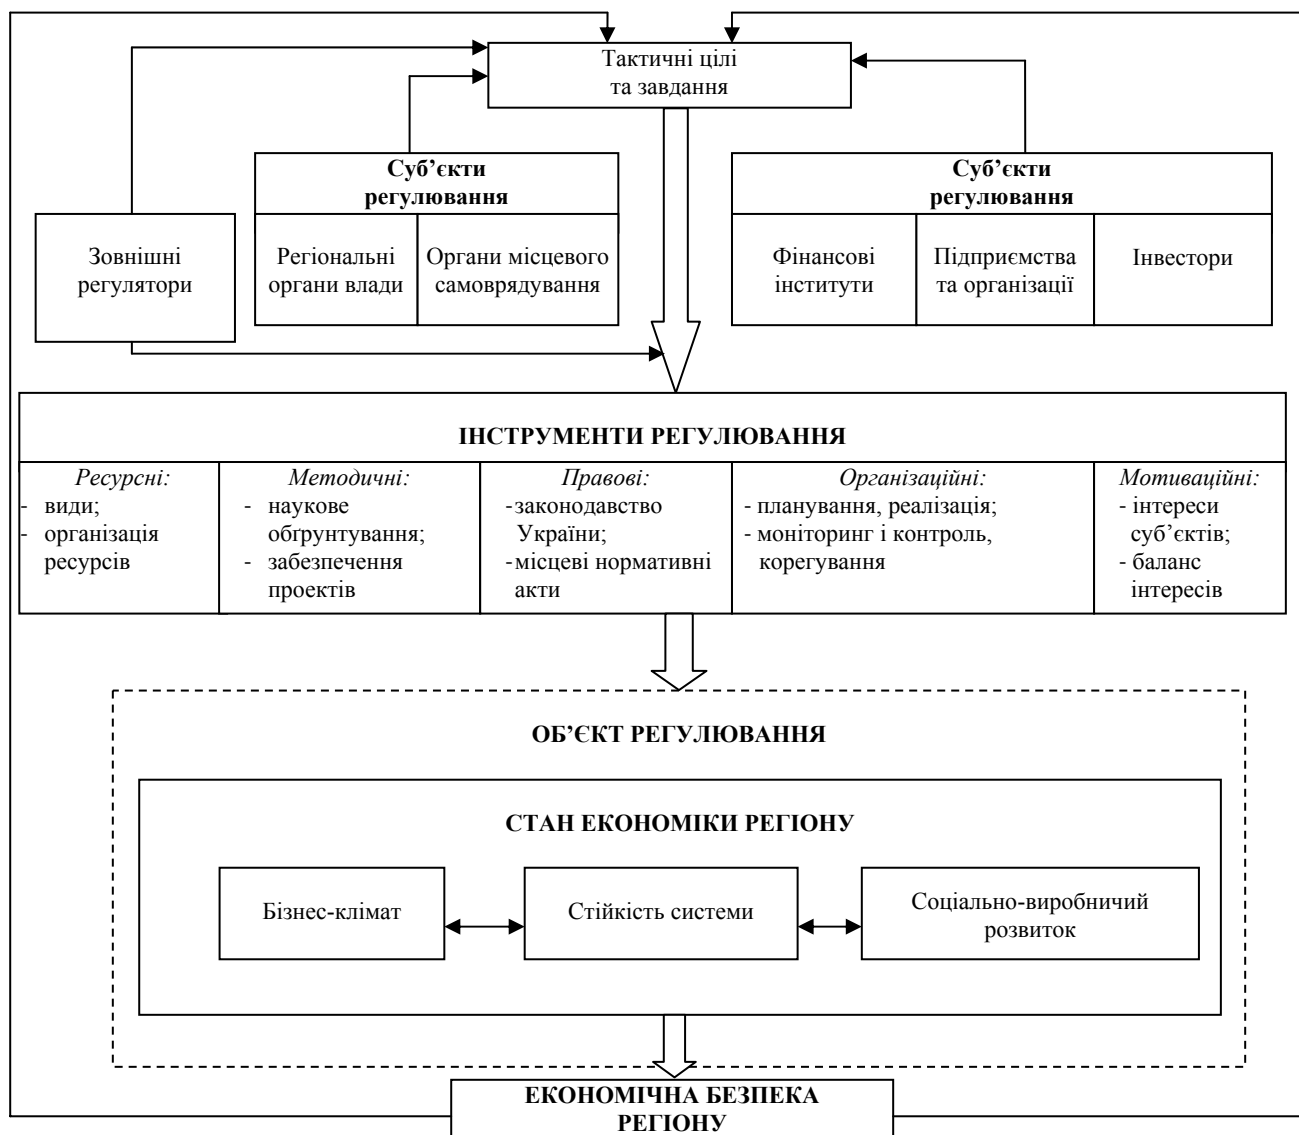 Тактичні цілі
та завдання
Суб’єкти
регулювання
Суб’єкти
регулювання
Зовнішні
регулятори
Регіональні
органи влади
Органи місцевого
самоврядування
Фінансові
інститути
Підприємства
та організації
Інвестори
ІНСТРУМЕНТИ РЕГУЛЮВАННЯ
Ресурсні:
- види;
- організація
ресурсів
Методичні:
- наукове
обґрунтування;
- забезпечення
проектів
Правові:
- законодавство
України;
- місцеві нормативні
акти
Організаційні:
- планування, реалізація;
- моніторинг і контроль,
корегування
Мотиваційні:
- інтереси
суб’єктів;
- баланс
інтересів
ОБ’ЄКТ РЕГУЛЮВАННЯ
СТАН ЕКОНОМІКИ РЕГІОНУ
Бізнес-клімат
Стійкість системи
Соціально-виробничий
розвиток
ЕКОНОМІЧНА БЕЗПЕКА
РЕГІОНУ